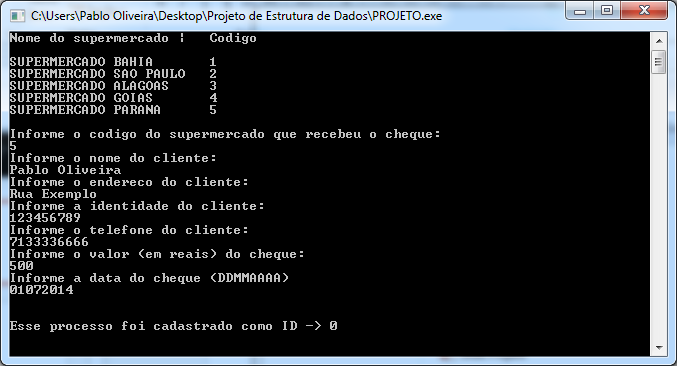 C:\Users\Pablo Oliveira\Desktop\Projeto de Estrutura de Dados\PROJETO.exe
Nome do supermercado ¦ Codigo
SUPERMERCADO BAHIA 1
SUPERMERCADO SAO PAULO 2
SUPERMERCADO ALAGOAS 3
SUPERMERCADO GOIAS 4
SUPERMERCADO PARANA 5
Informe o codigo do supermercado que recebeu o cheque:
5
Informe o nome do cliente:
Pablo Oliveira
Informe o endereco do cliente:
Rua Exemplo
Informe a identidade do cliente:
123456789
Informe o telefone do cliente:
7133336666
Informe o valor (em reais) do cheque:
500
Informe a data do cheque (DDMMAAAA)
01072014
Esse processo foi cadastrado como ID -> 0